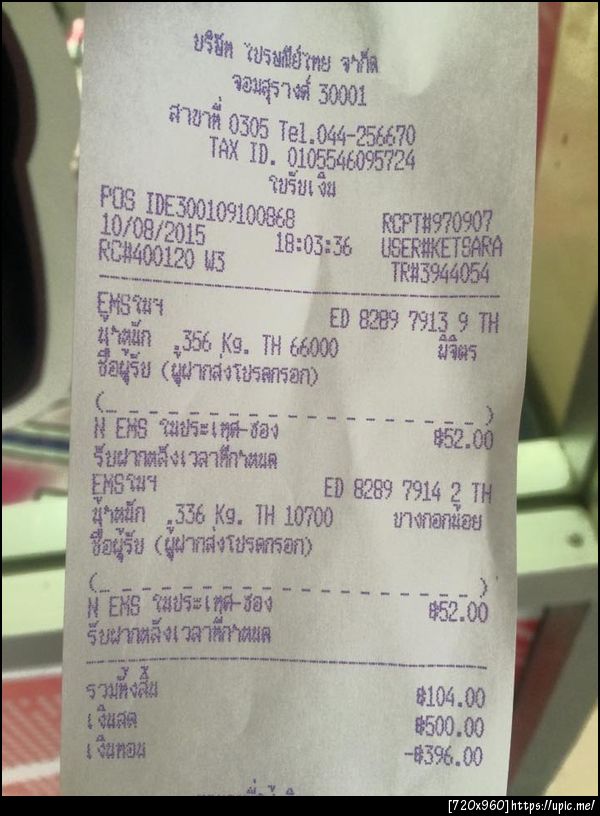 บริษัท ไปรษณีย์ไทย จำกัด
จอมสุรางค์ 30001
สาขาที่ 0305 Tel.044-256670
TAX ID. 0105546095724
ใบรับเงิน
POS IDE300109100868 RCPT#970907
10/08/2015 18:03:36 USER#KETSARA
RC#400120 W3 TR#3944054
EMSในฯ ED 8289 7913 9 TH
น้ำหนัก .356 Kg. TH 66000 พิจิตร
ชื่อผู้รับ (ผู้ฝากส่งโปรดกรอก)
(_ _ _ _ _ _ _ _ _ _ _ _ _ _ _ _ _ _)
N EMS ในประเทศ-ซอง ฿52.00
รับฝากหลังเวลาที่กำหนด
EMSในฯ ED 8289 7914 2 TH
น้ำหนัก .336 Kg. TH 10700 บางกอกน้อย
ชื่อผู้รับ (ผู้ฝากส่งโปรดกรอก)
(_ _ _ _ _ _ _ _ _ _ _ _ _ _ _ _ _ _)
N EMS ในประเทศ-ซอง ฿52.00
รับฝากหลังเวลาที่กำหนด
รวมทั้งสิ้น ฿104.00
เงินสด ฿500.00
เงินทอน -฿396.00
[720x960]https://upic.me/